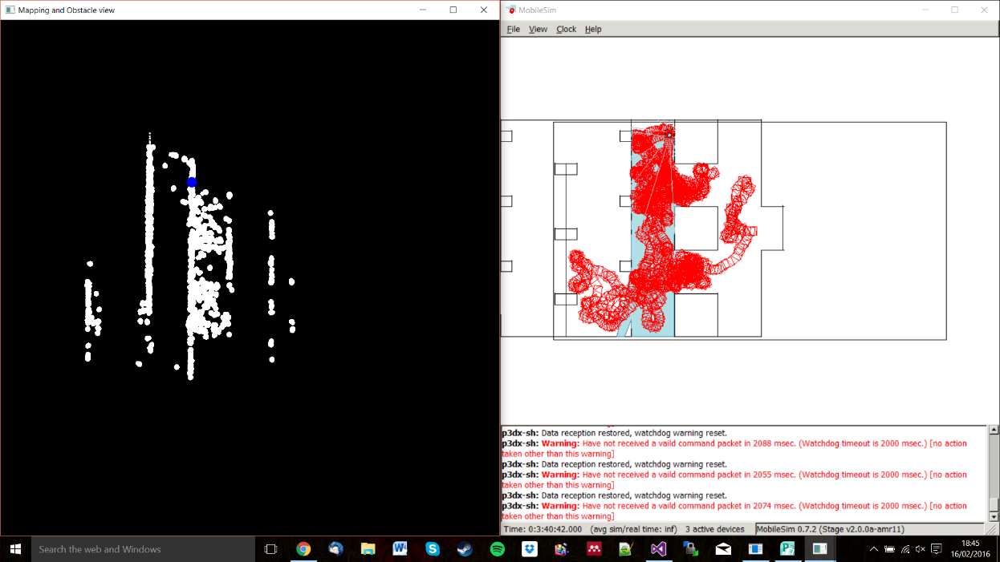 Mapping and Obstacle view
MobileSim
File View Clock Help
p3dx-sh: Data reception restored, watchdog warning reset.
p3dx-sh: Warning: Have not received a vaild command packet in 2088 msec. (Watchdog timeout is 2000 msec.) [no action
taken other than this warning]
p3dx-sh: Data reception restored, watchdog warning reset.
p3dx-sh: Warning: Have not received a vaild command packet in 2055 msec. (Watchdog timeout is 2000 msec.) [no action
taken other than this warning]
p3dx-sh: Data reception restored, watchdog warning reset.
p3dx-sh: Warning: Have not received a vaild command packet in 2074 msec. (Watchdog timeout is 2000 msec.) [no action
taken other than this warning]
Time: 0:3:40:42.000 (avg sim/real time: inf) 3 active devices MobileSim 0.7.2 (Stage v2.0.0a-amr11)
Search the web and Windows
18:45
16/02/2016